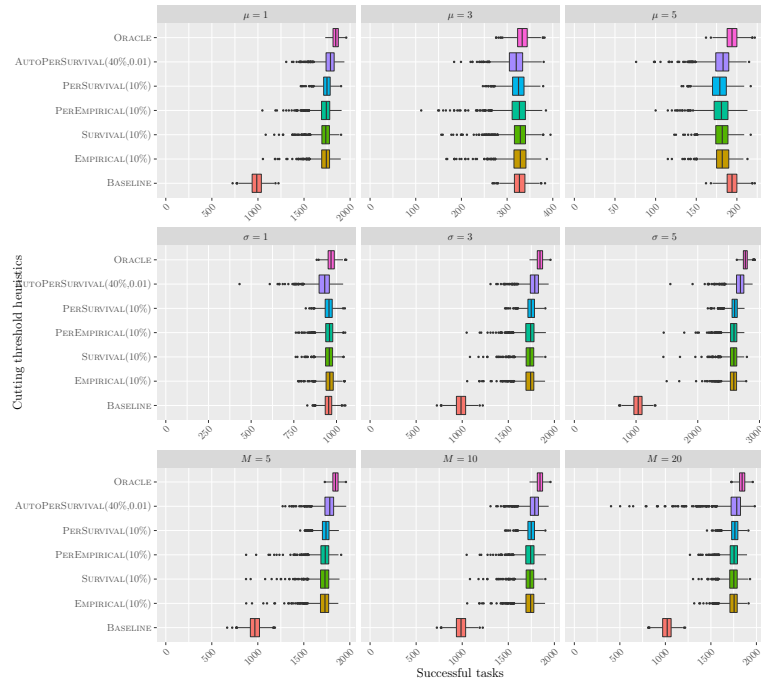 μ = 1
μ = 3
μ = 5
ORACLE
AUTOPERSURVIVAL(40%,0.01)
PERSURVIVAL(10%)
PEREMPIRICAL(10%)
SURVIVAL(10%)
EMPIRICAL(10%)
BASELINE
0 500 1000 1500 2000
0 100 200 300 400
0 50 100 150 200
Cutting threshold heuristics
σ = 1
σ = 3
σ = 5
ORACLE
AUTOPERSURVIVAL(40%,0.01)
PERSURVIVAL(10%)
PEREMPIRICAL(10%)
SURVIVAL(10%)
EMPIRICAL(10%)
BASELINE
0 250 500 750 1000
0 500 1000 1500 2000
0 1000 2000 3000
M = 5
M = 10
M = 20
ORACLE
AUTOPERSURVIVAL(40%,0.01)
PERSURVIVAL(10%)
PEREMPIRICAL(10%)
SURVIVAL(10%)
EMPIRICAL(10%)
BASELINE
0 500 1000 1500 2000
0 500 1000 1500 2000
0 500 1000 1500 2000
Successful tasks